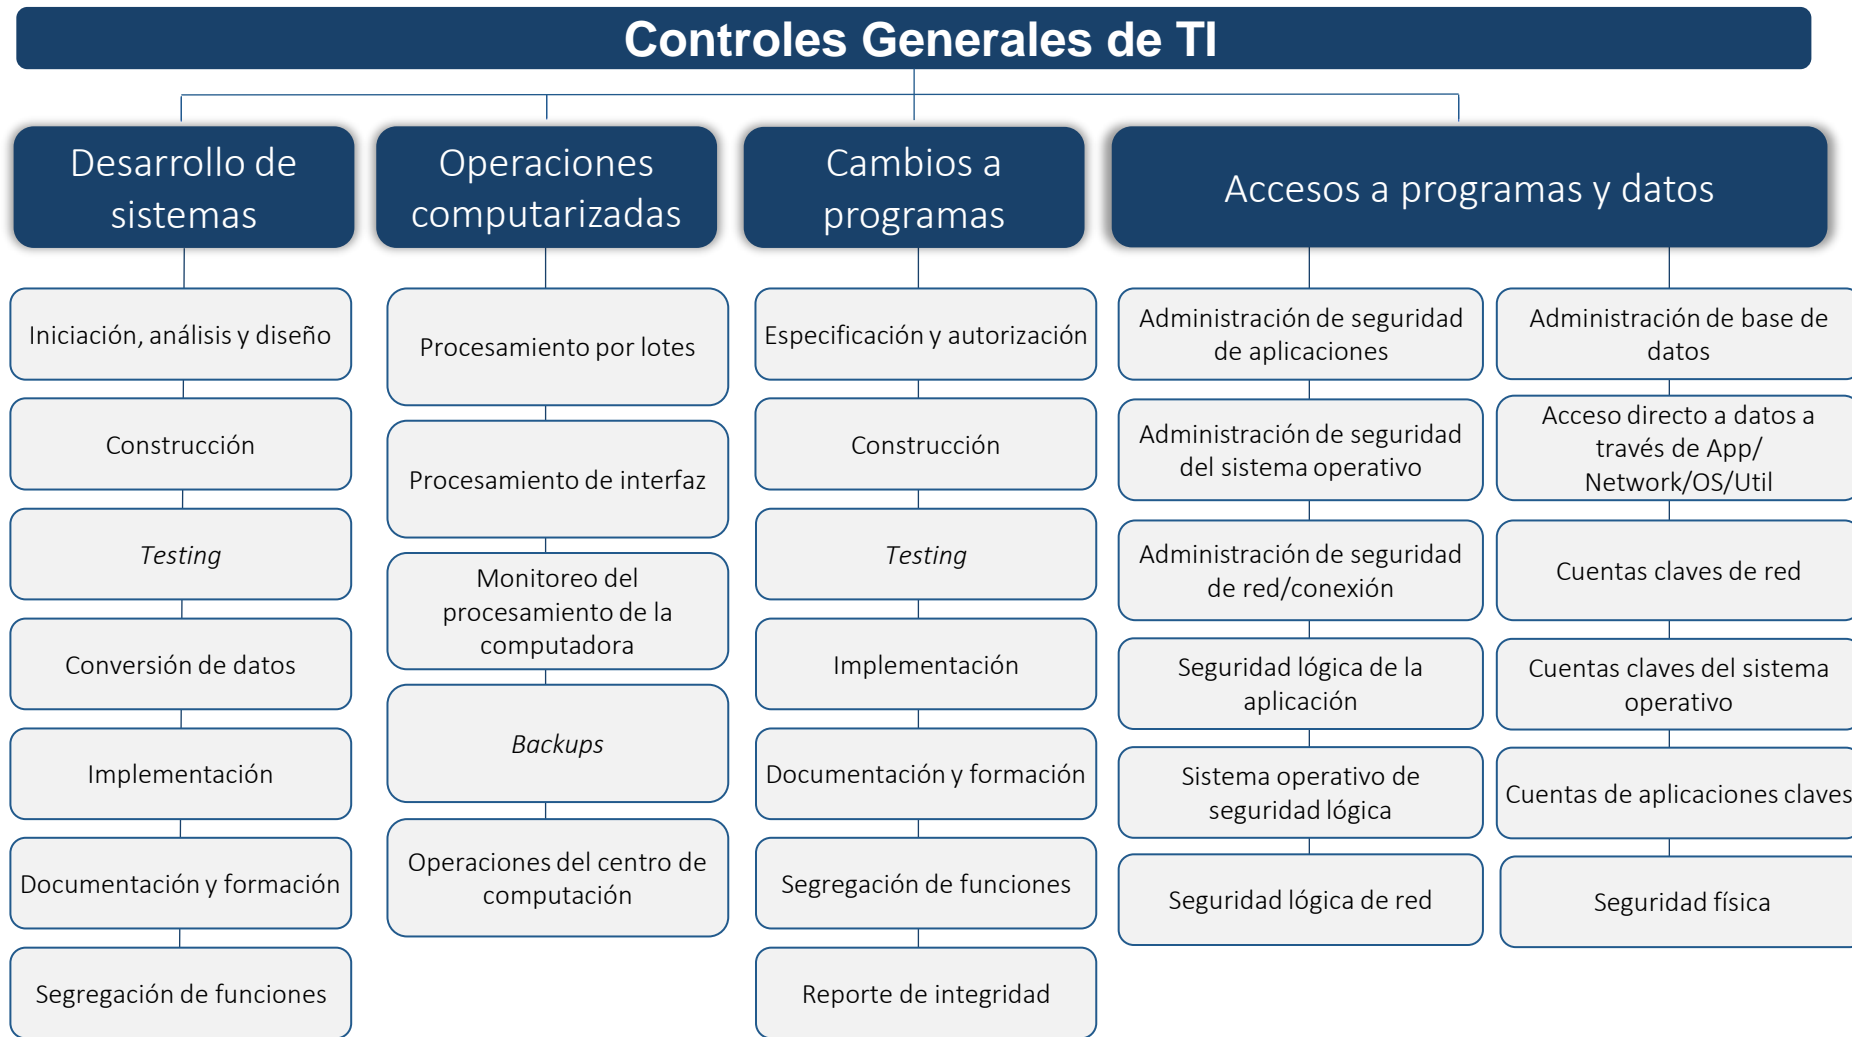 Controles Generales de TI
Desarrollo de
sistemas
Iniciación, análisis y diseño
Construcción
Testing
Conversión de datos
Implementación
Documentación y formación
Segregación de funciones
Operaciones
computarizadas
Procesamiento por lotes
Procesamiento de interfaz
Monitoreo del
procesamiento de la
computadora
Backups
Operaciones del centro de
computación
Cambios a
programas
Especificación y autorización
Construcción
Testing
Implementación
Documentación y formación
Segregación de funciones
Reporte de integridad
Accesos a programas y datos
Administración de seguridad
de aplicaciones
Administración de seguridad
del sistema operativo
Administración de seguridad
de red/conexión
Seguridad lógica de la
aplicación
Sistema operativo de
seguridad lógica
Seguridad lógica de red
Administración de base de
datos
Acceso directo a datos a
través de App/
Network/OS/Util
Cuentas claves de red
Cuentas claves del sistema
operativo
Cuentas de aplicaciones claves
Seguridad física